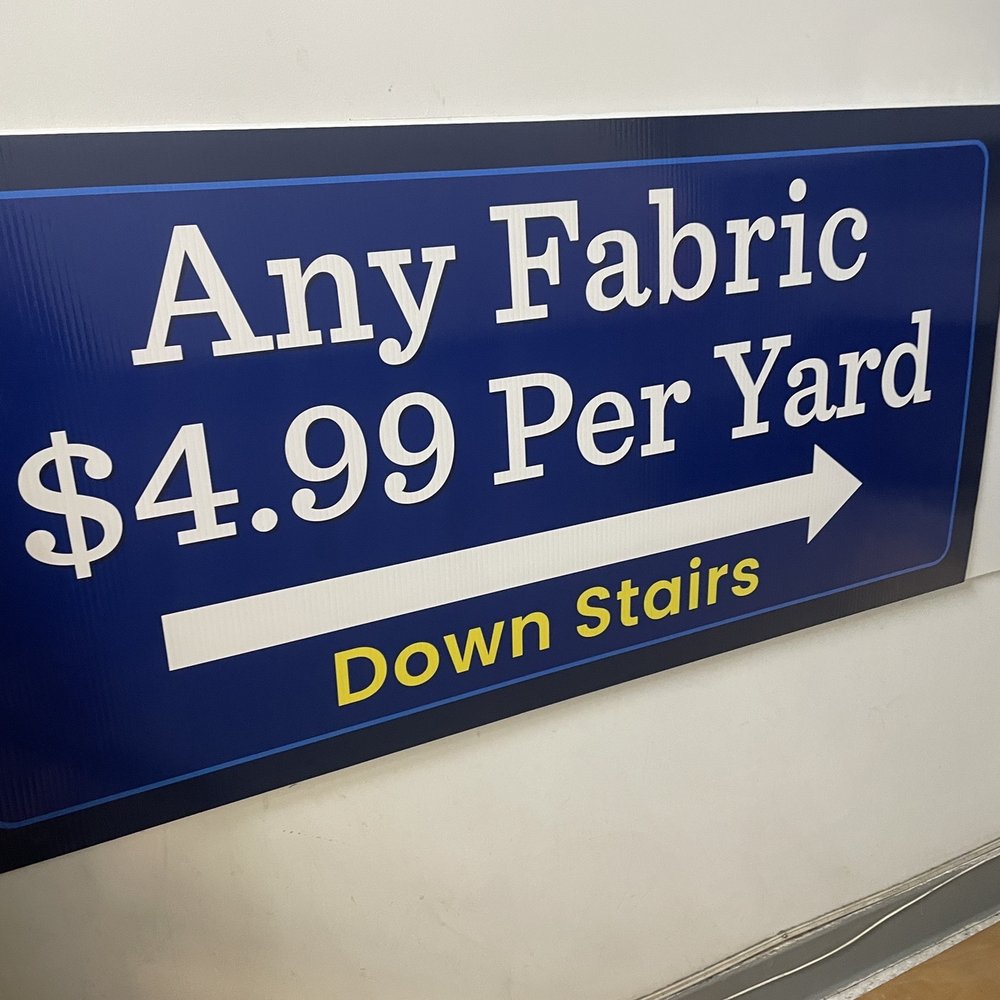 Any Fabric
$4.99 Per Yard
Down Stairs